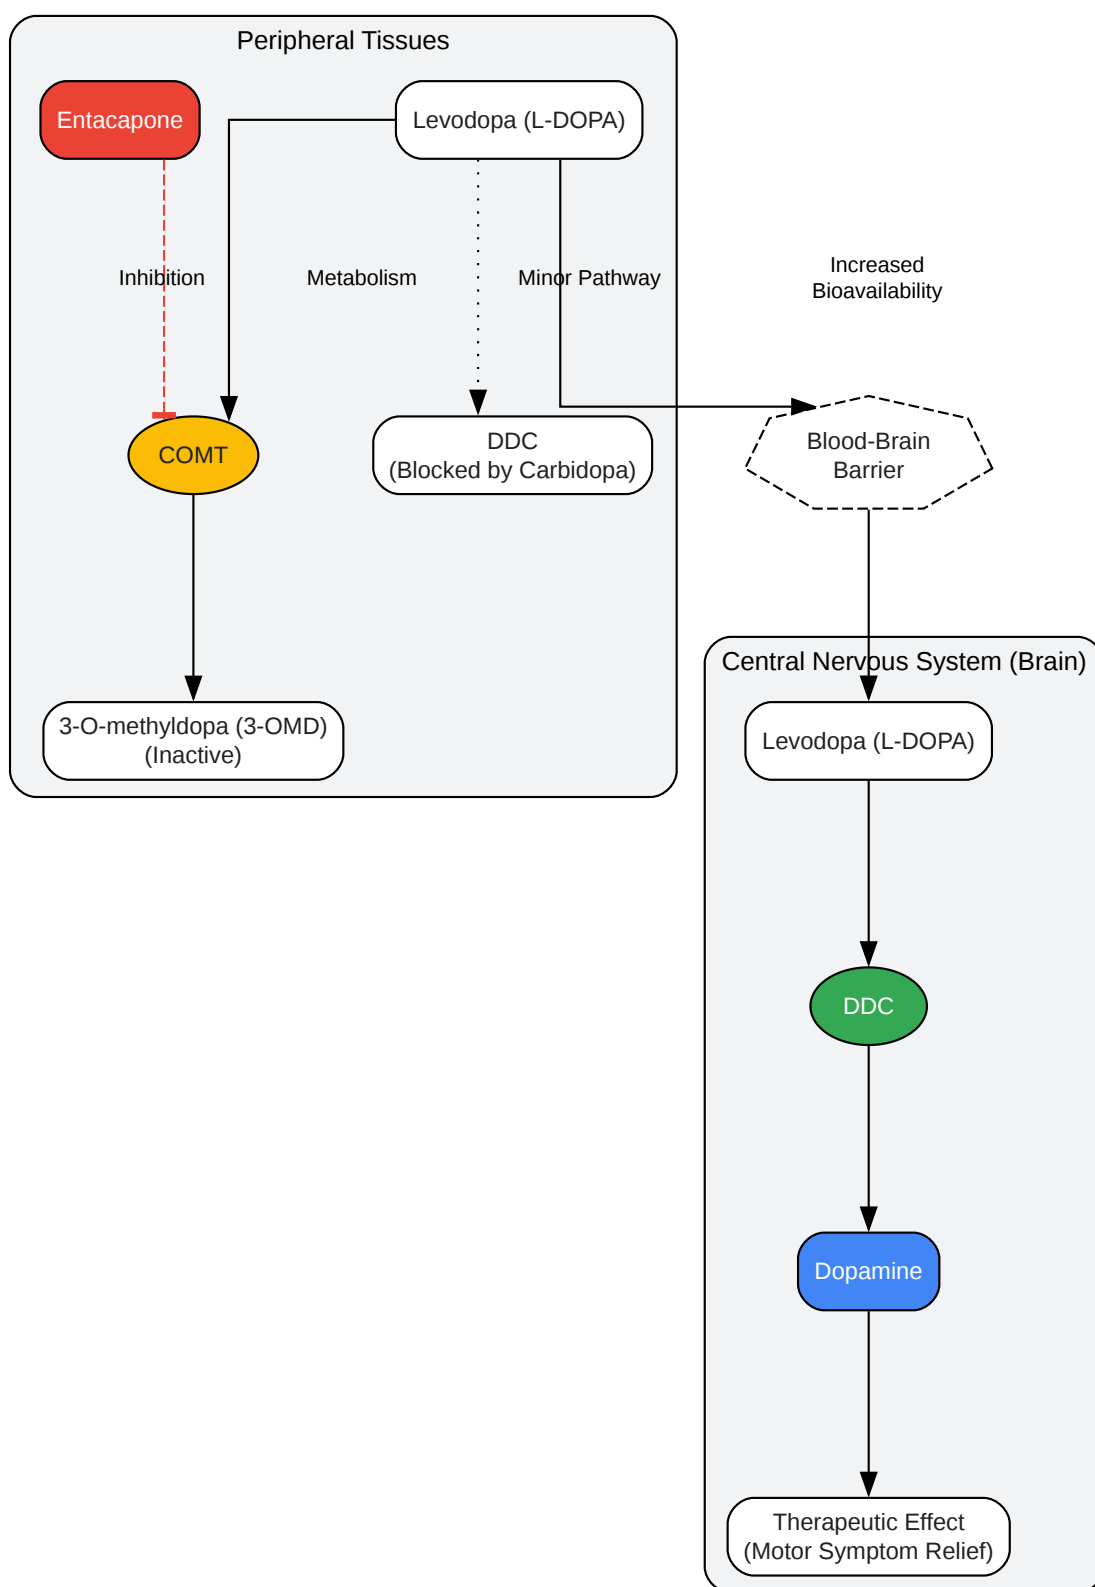 Peripheral Tissues
Entacapone
Levodopa (L-DOPA)
Inhibition
Metabolism
Minor Pathway
Increased
Bioavailability
COMT
DDC
(Blocked by Carbidopa)
Blood-Brain
Barrier
3-O-methyldopa (3-OMD)
(Inactive)
Central Nervous System (Brain)
Levodopa (L-DOPA)
DDC
Dopamine
Therapeutic Effect
(Motor Symptom Relief)